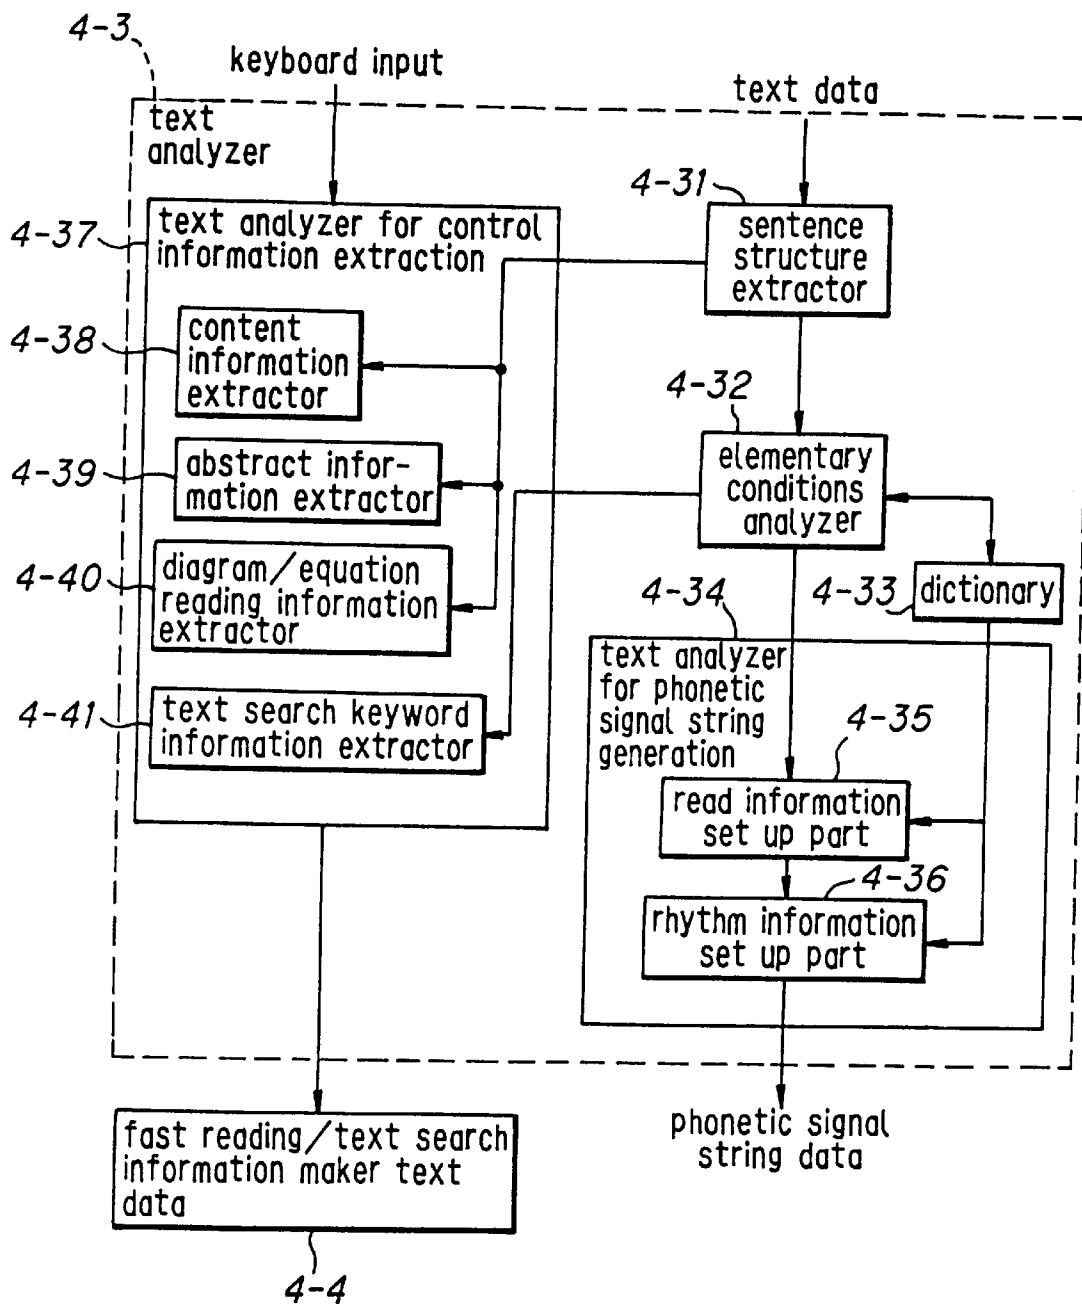 4-3
keyboard input
text data
text
analyzer
4-31
4-37
text analyzer for control
information extraction
sentence
structure
extractor
4-38
content
information
extractor
4-32
4-39
abstract infor-
mation extractor
elementary
conditions
analyzer
4-40
diagram/equation
reading information
extractor
4-34
4-33
dictionary
4-41
text search keyword
information extractor
text analyzer
for phonetic
signal string
generation
4-35
read information
set up part
4-36
rhythm information
set up part
fast reading/text search
information maker text
data
phonetic signal
string data
4-4